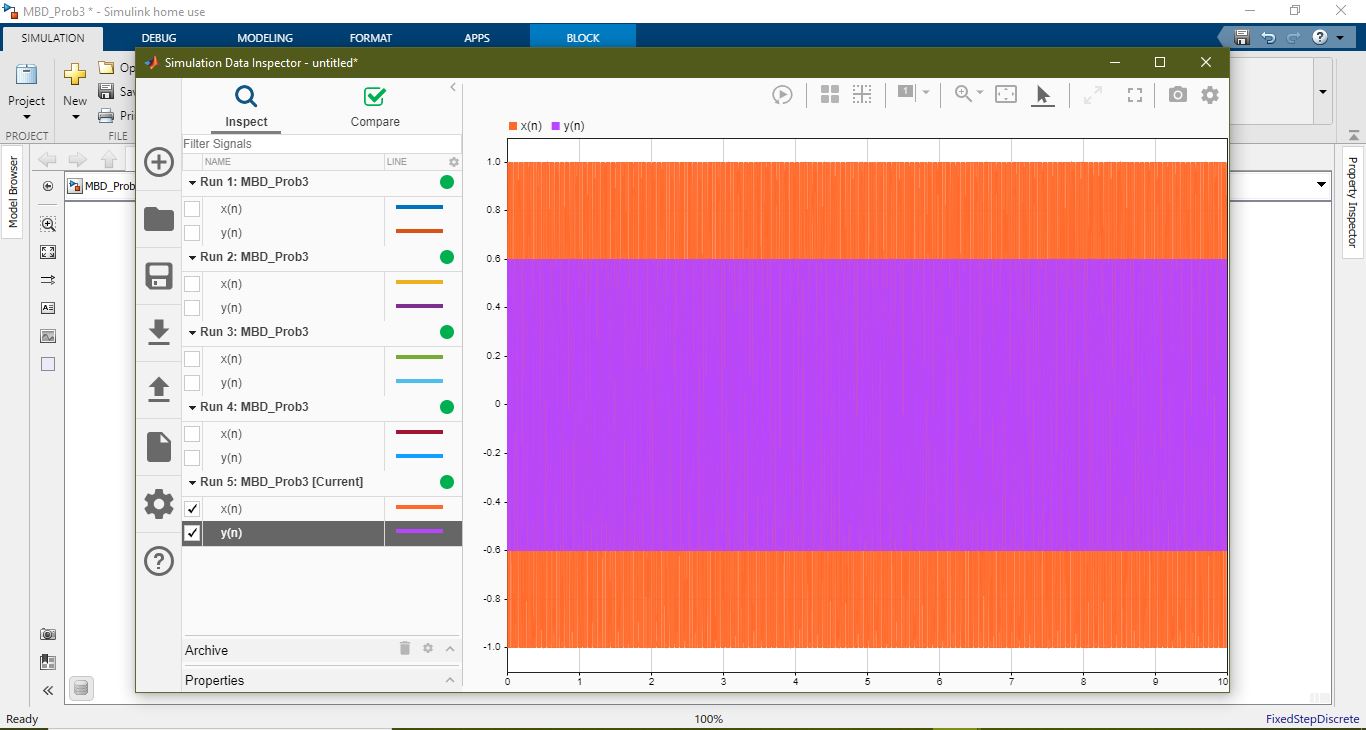 MBD_Prob3 * - Simulink home use
SIMULATION DEBUG MODELING FORMAT APPS BLOCK
Simulation Data Inspector - untitled*
Project
New
Op
Sav
Pri
PROJECT FILE
Model Browser
MBD_Prob
Property Inspector
Inspect Compare
Filter Signals
NAME LINE
Run 1: MBD_Prob3
x(n)
y(n)
Run 2: MBD_Prob3
x(n)
y(n)
Run 3: MBD_Prob3
x(n)
y(n)
Run 4: MBD_Prob3
x(n)
y(n)
Run 5: MBD_Prob3 [Current]
x(n)
y(n)
Archive
Properties
1
x(n) y(n)
1.0
0.8
0.6
0.4
0.2
0
-0.2
-0.4
-0.6
-0.8
-1.0
0 1 2 3 4 5 6 7 8 9 10
Ready 100% FixedStepDiscrete